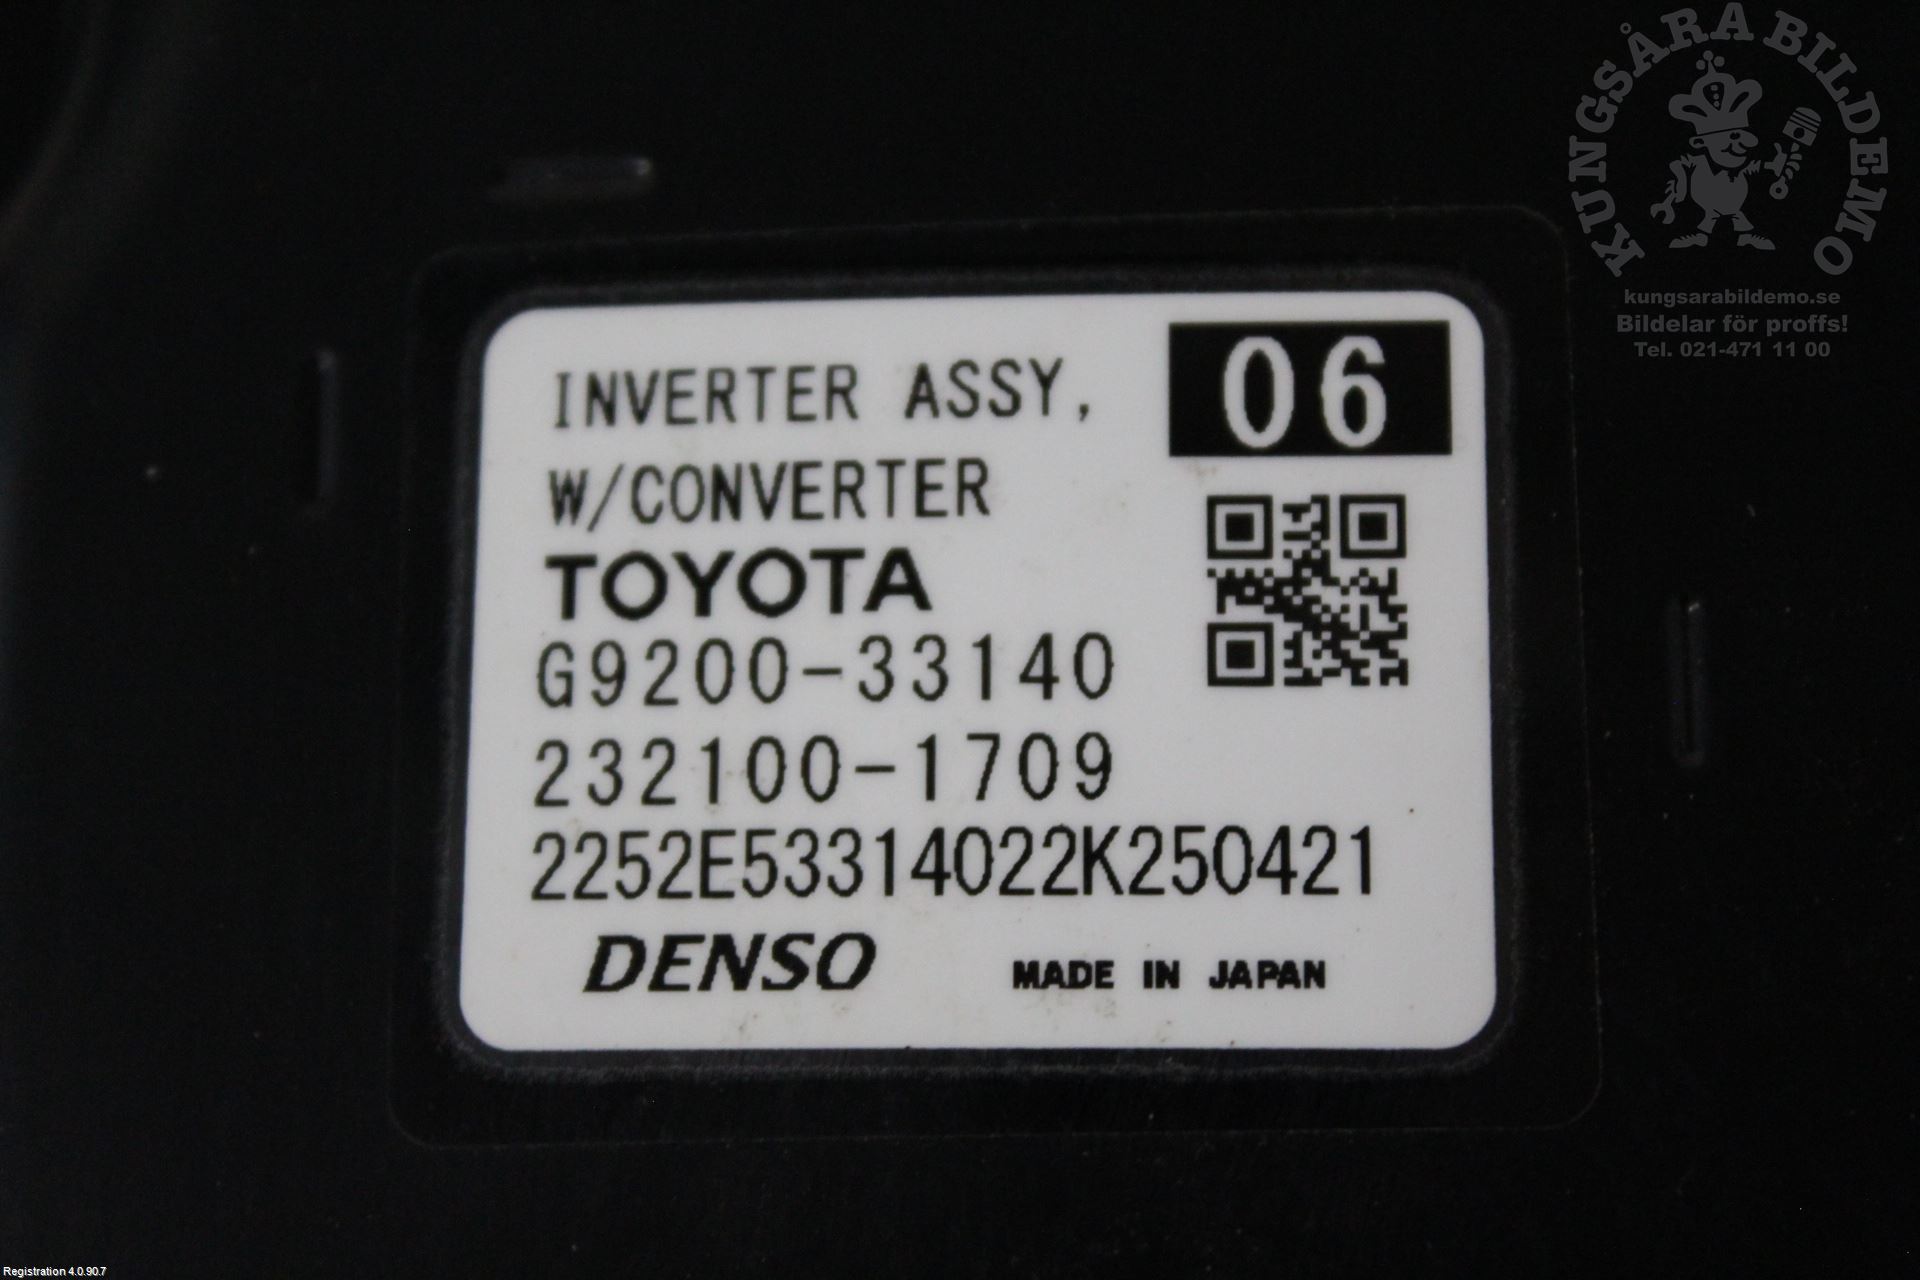 KUNGSÅRA BILDEMO
kungsarabildemo.se
Bildelar för proffs!
Tel. 021-471 11 00
INVERTER ASSY,
06
W/CONVERTER
TOYOTA
G9200-33140
232100-1709
2252E53314022K250421
DENSO
MADE IN JAPAN
Registration 4.0.90.7